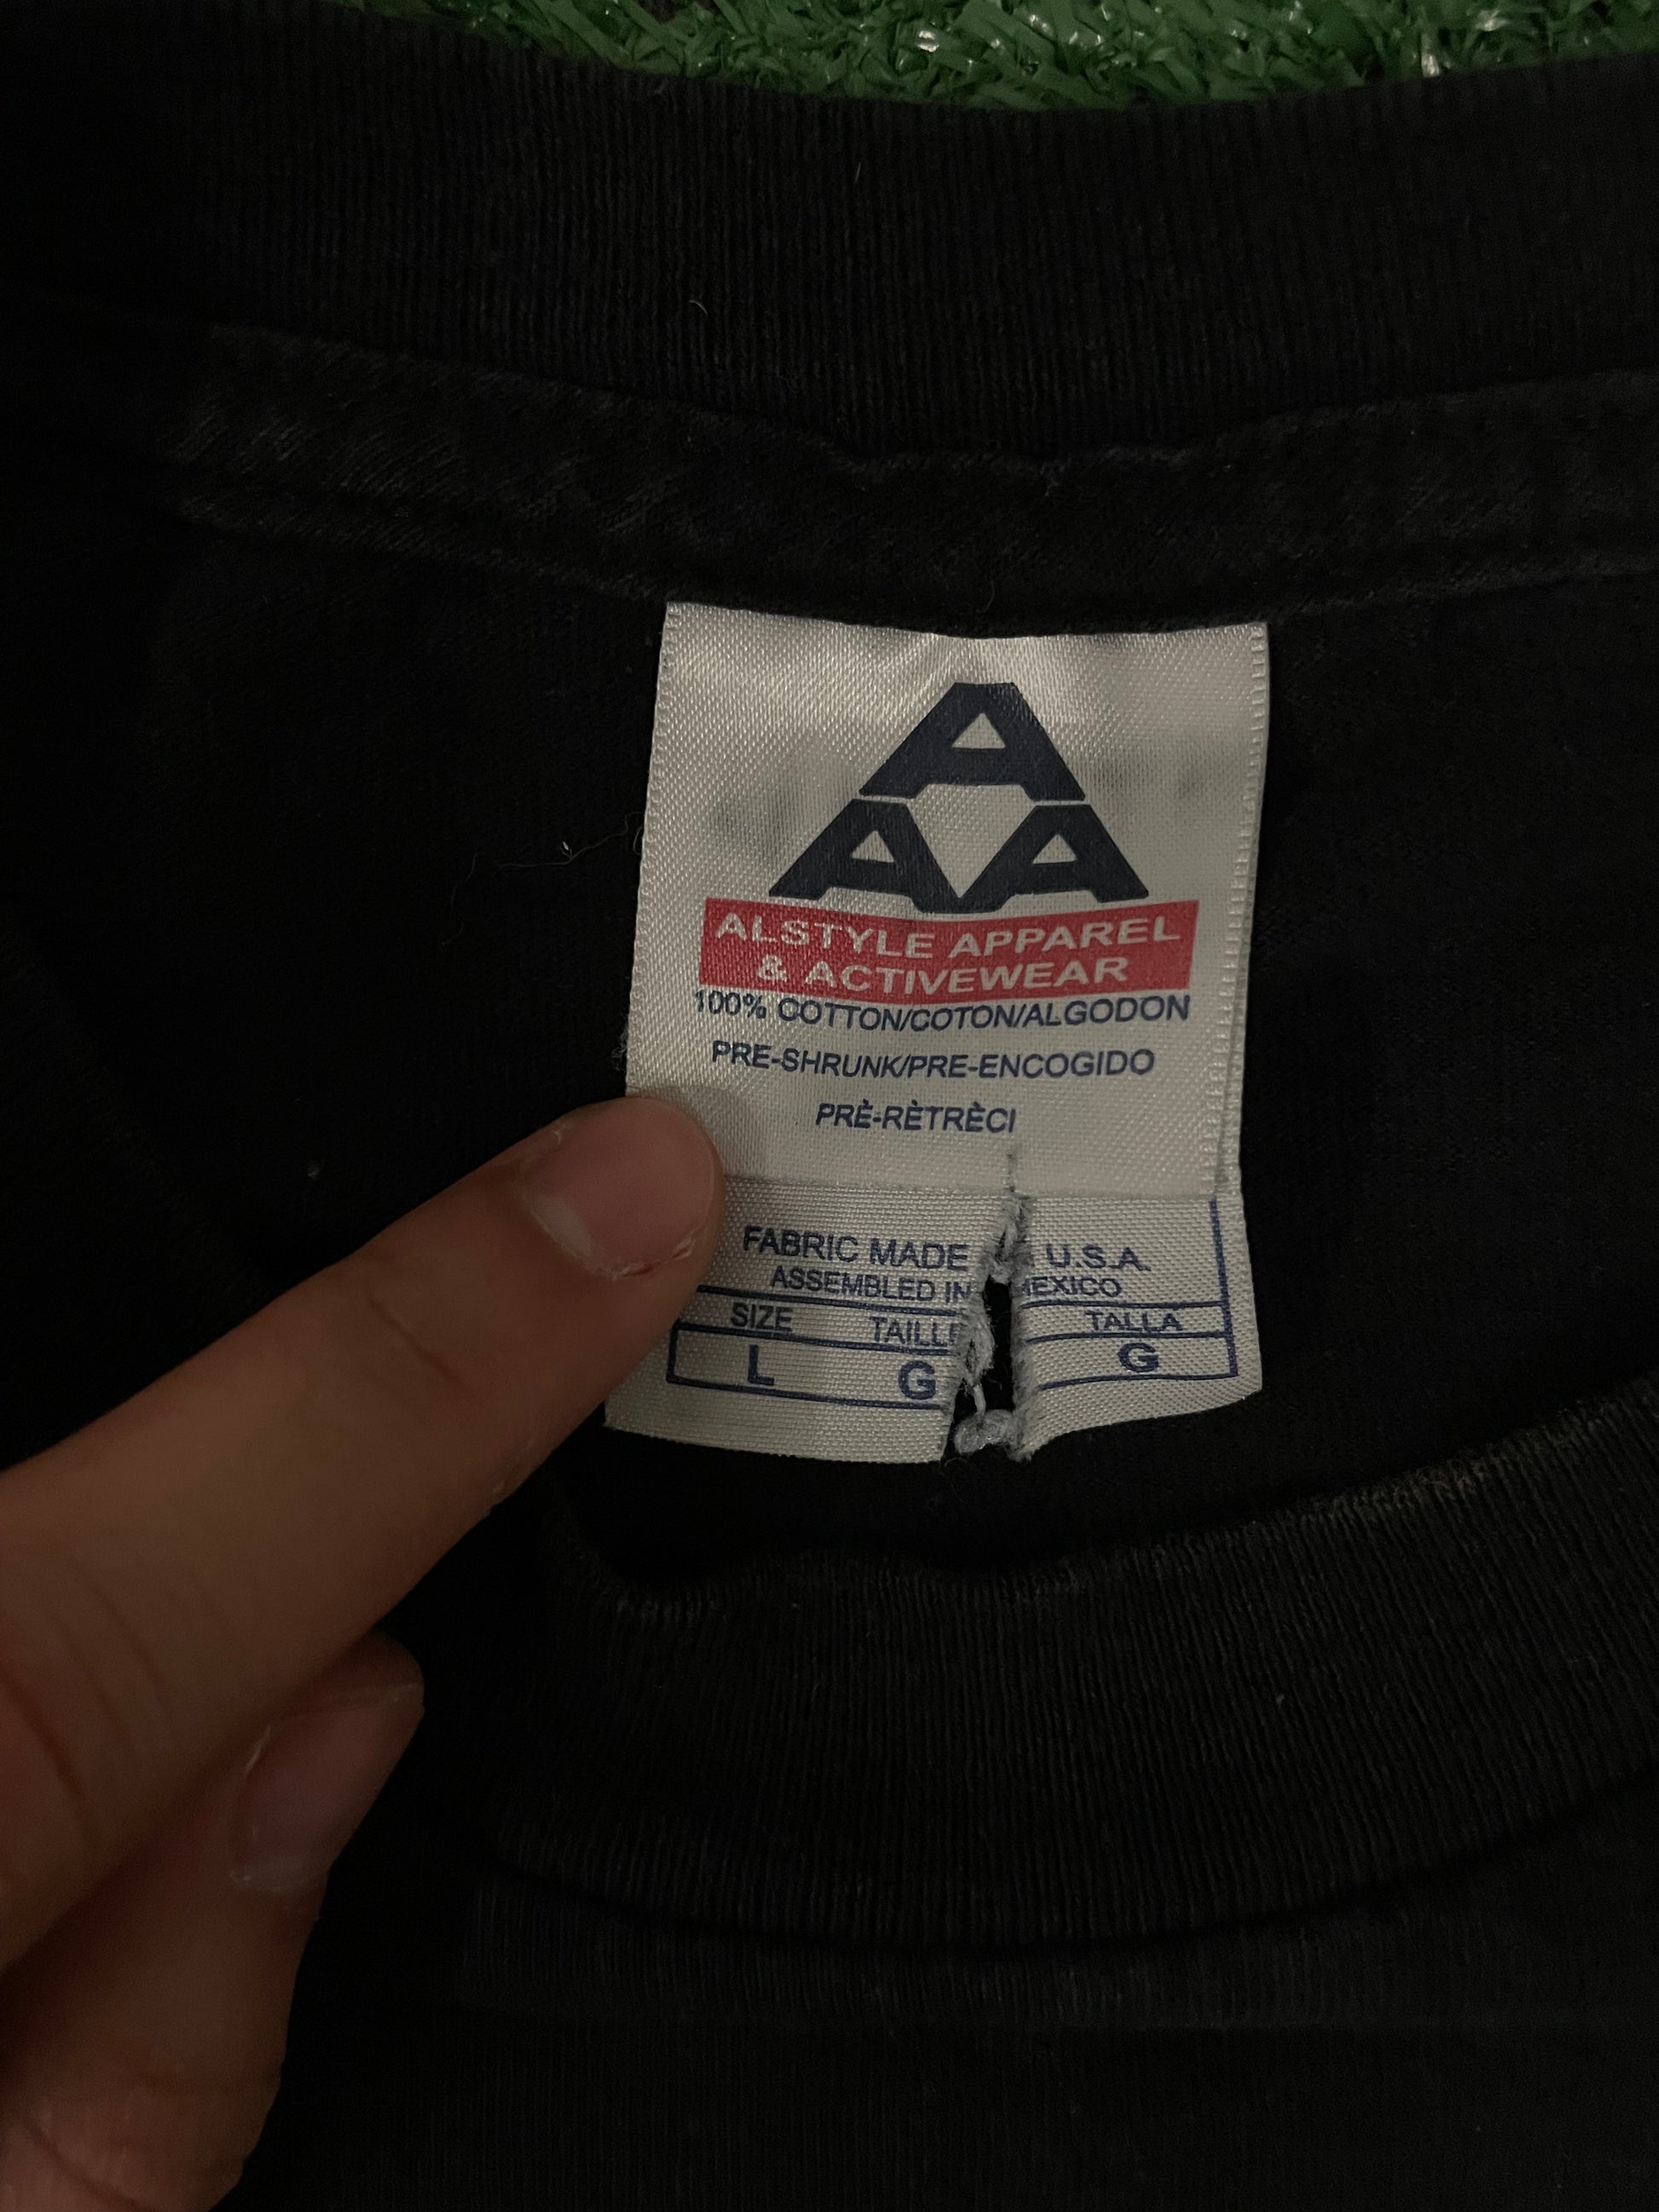 A
AA
ALSTYLE APPAREL
& ACTIVEWEAR
100% COTTON/COTON/ALGODON
PRE-SHRUNK/PRE-ENCOGIDO
PRÈ-RÈTRÈCI
FABRIC MADE U.S.A.
ASSEMBLED IN MEXICO
SIZE TAILLE TALLA
L G G